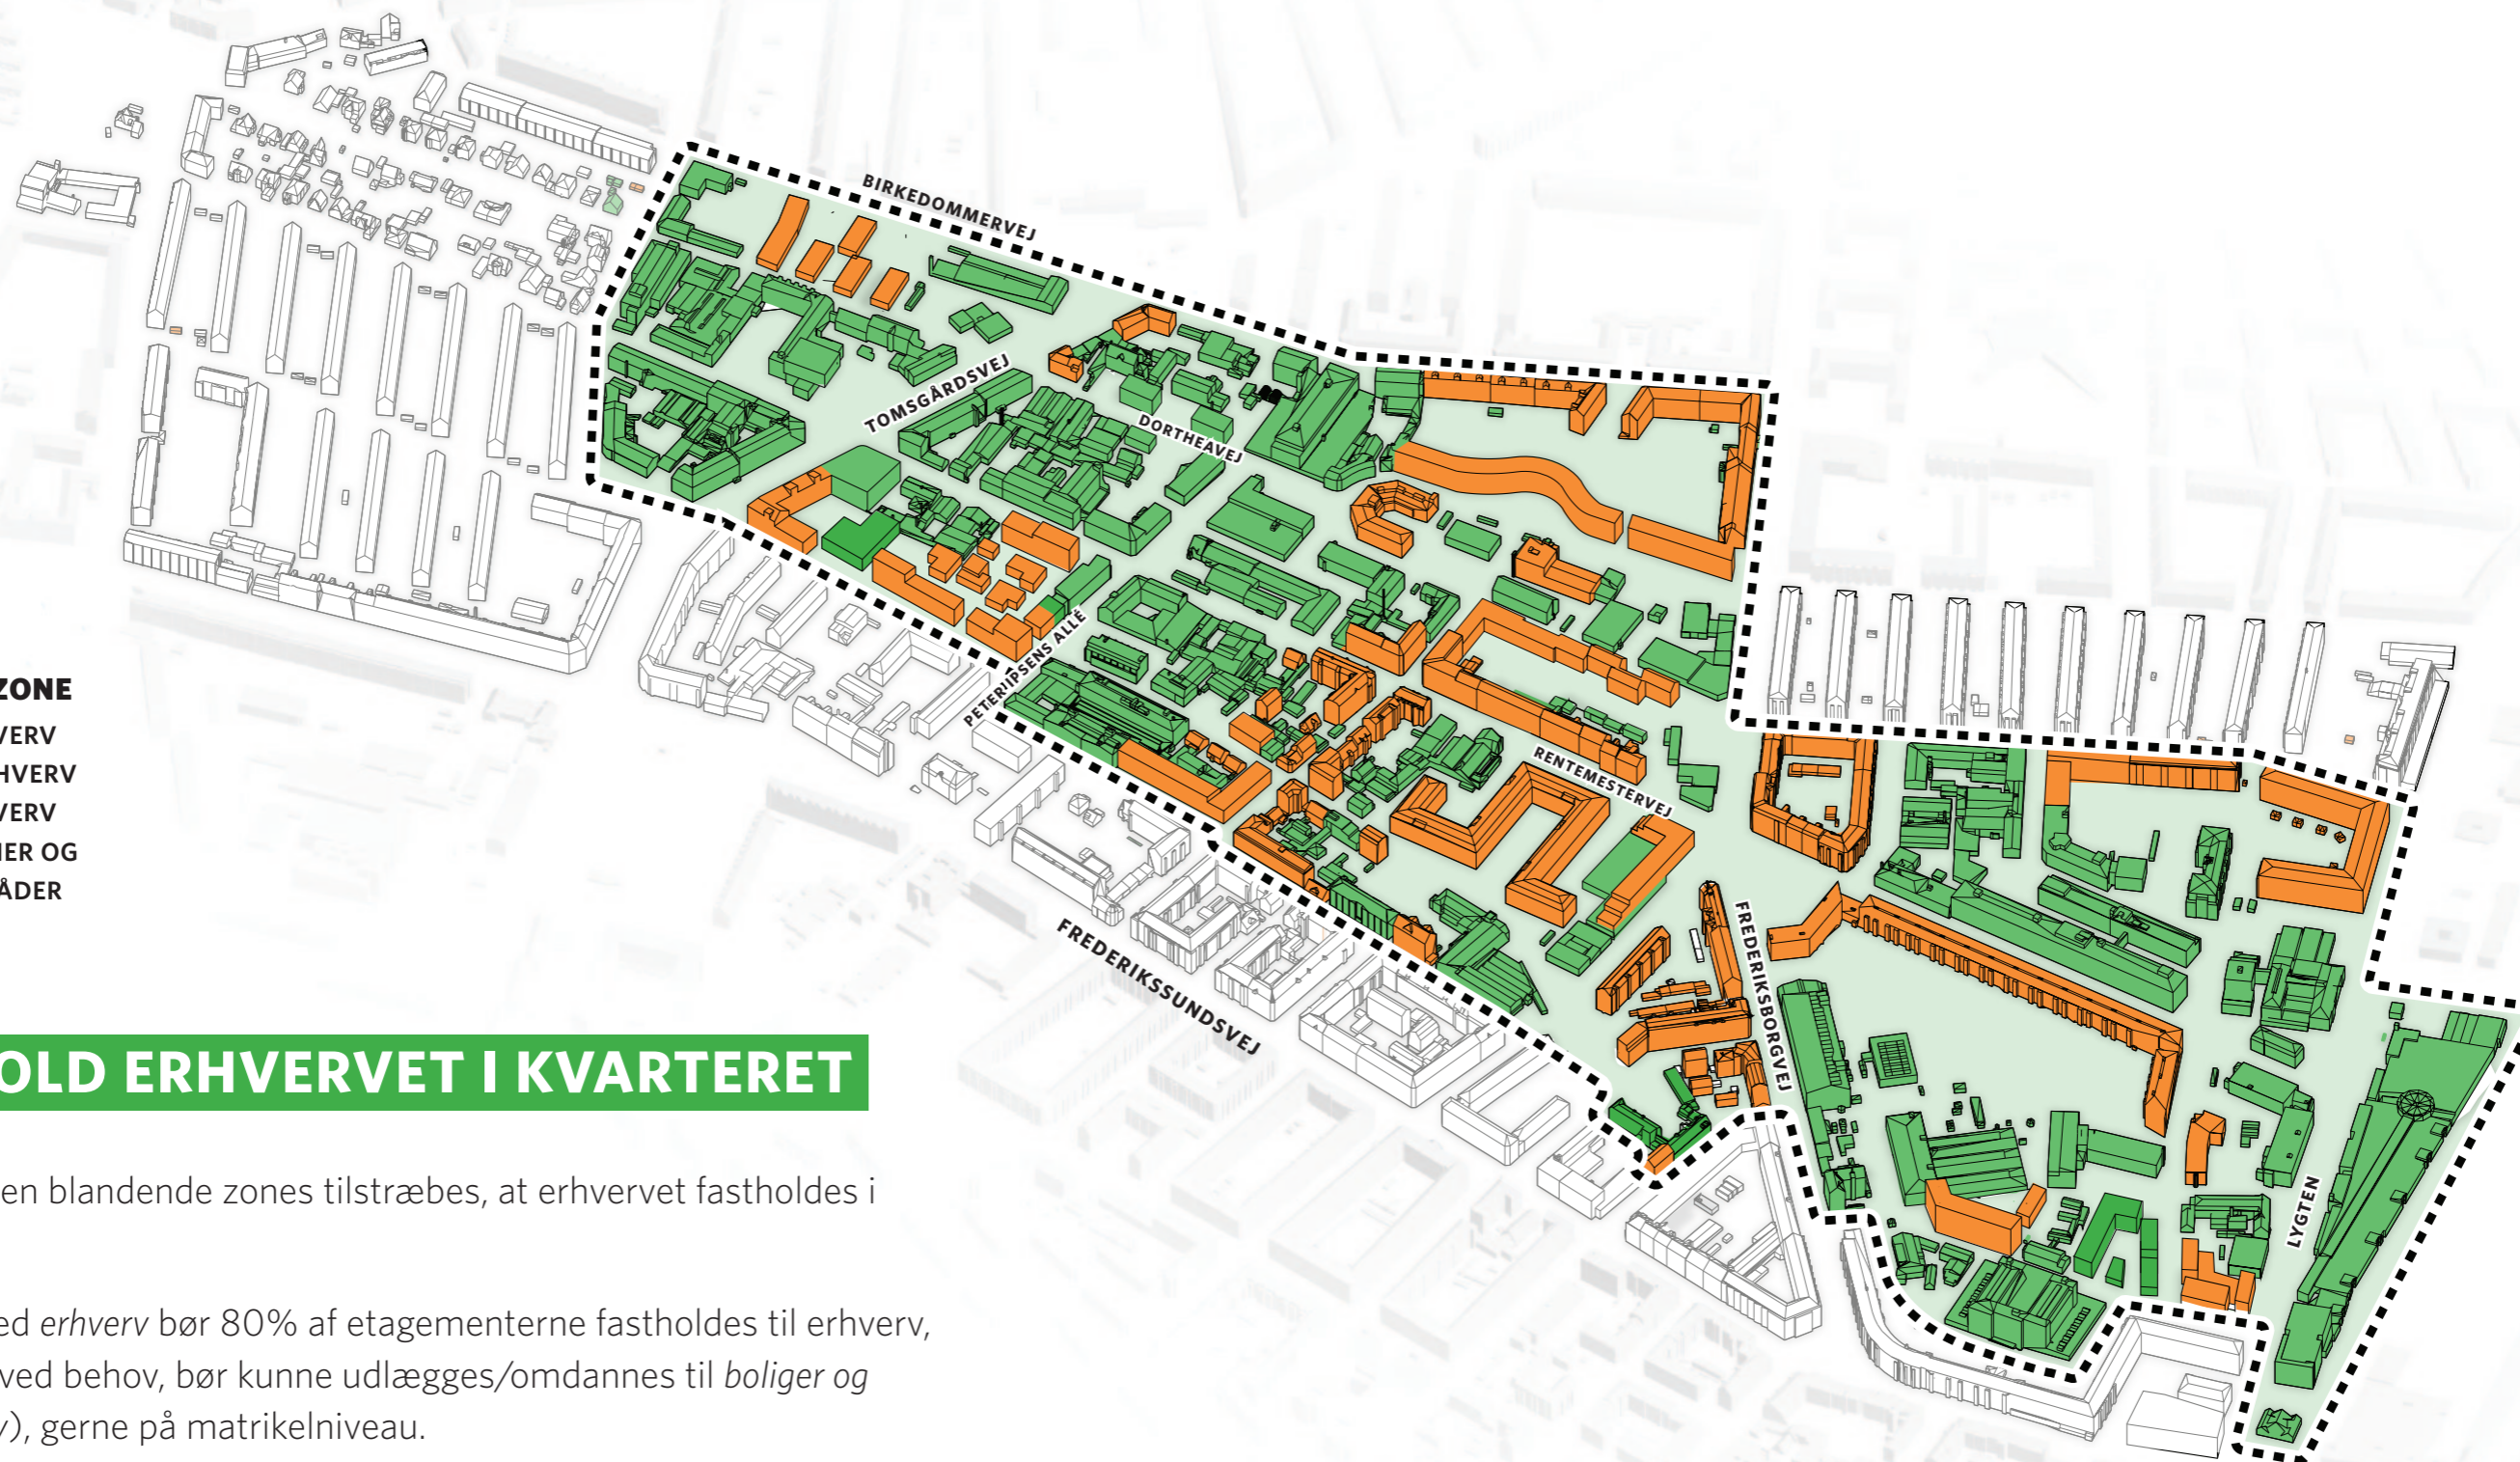 BIRKEDOMMERVEJ
TOMSGÅRDSVEJ
DORTHEAVEJ
PETER IPSENS ALLÉ
RENTEMESTERVEJ
FREDERIKSBORGVEJ
FREDERIKSSUNDSVEJ
LYGTEN
ZONE
VERV
HVERV
VERV
ER OG
ÅDER
OLD ERHVERVET I KVARTERET
en blandende zones tilstræbes, at erhvervet fastholdes i
ed erhverv bør 80% af etagementerne fastholdes til erhverv,
ved behov, bør kunne udlægges/omdannes til boliger og
), gerne på matrikelniveau.